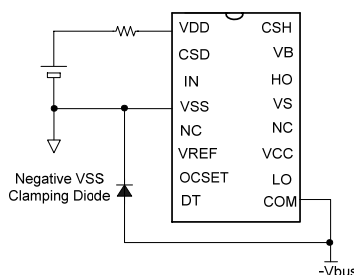 VDD CSH
CSD VB
IN HO
VSS VS
NC NC
VREF VCC
OCSET LO
DT COM
Negative VSS
Clamping Diode
-Vbus